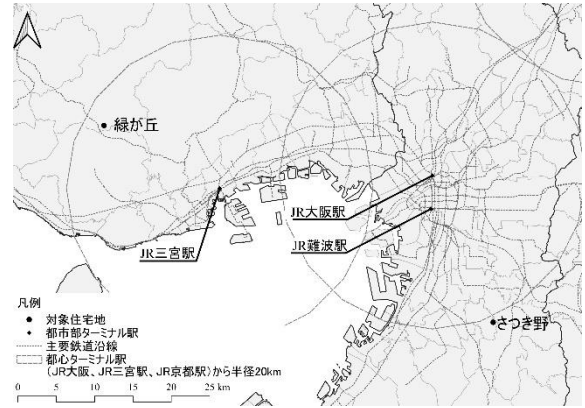 緑が丘
JR大阪駅
JR難波駅
JR三宮駅
さつき野
凡例
対象住宅地
都市部ターミナル駅
主要鉄道沿線
都心ターミナル駅
(JR大阪、JR三宮駅、JR京都駅)から半径20km
0 5 10 15 20 25 km